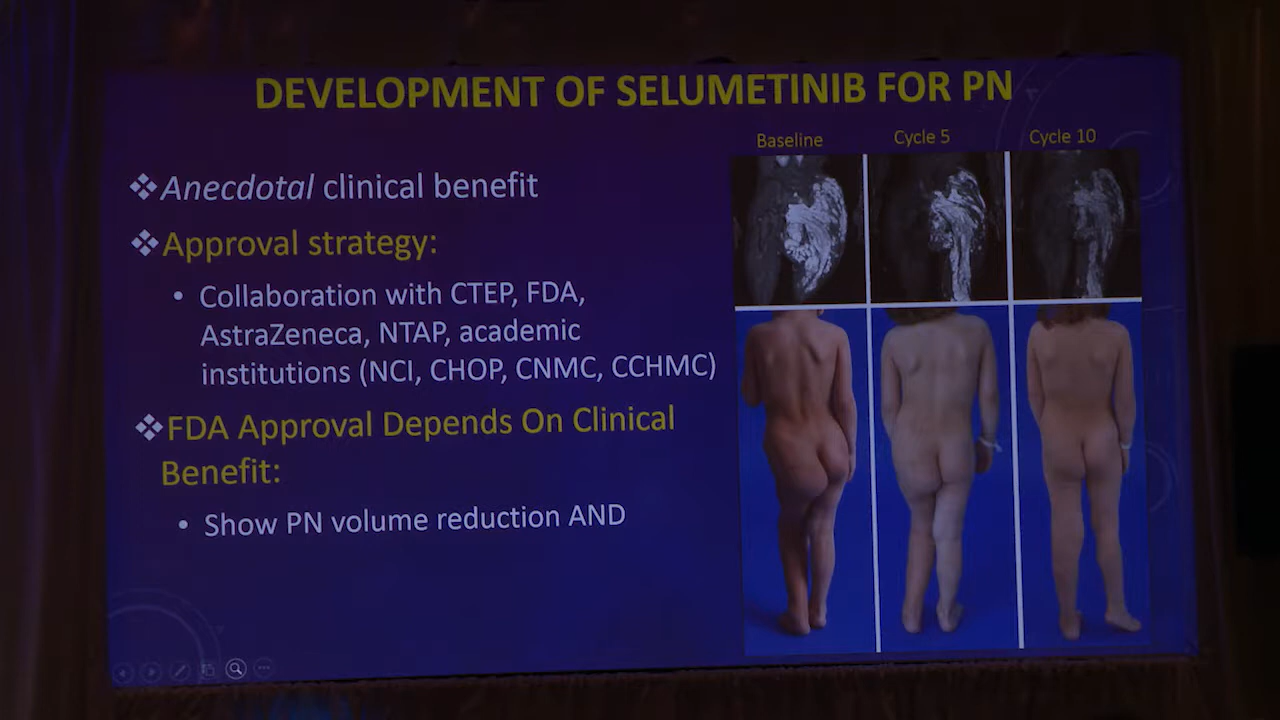 DEVELOPMENT OF SELUMETINIB FOR PN
Baseline
Cycle 5
Cycle 10
❖Anecdotal clinical benefit
❖Approval strategy:
• Collaboration with CTEP, FDA,
AstraZeneca, NTAP, academic
institutions (NCI, CHOP, CNMC, CCHMC)
❖FDA Approval Depends On Clinical
Benefit:
• Show PN volume reduction AND